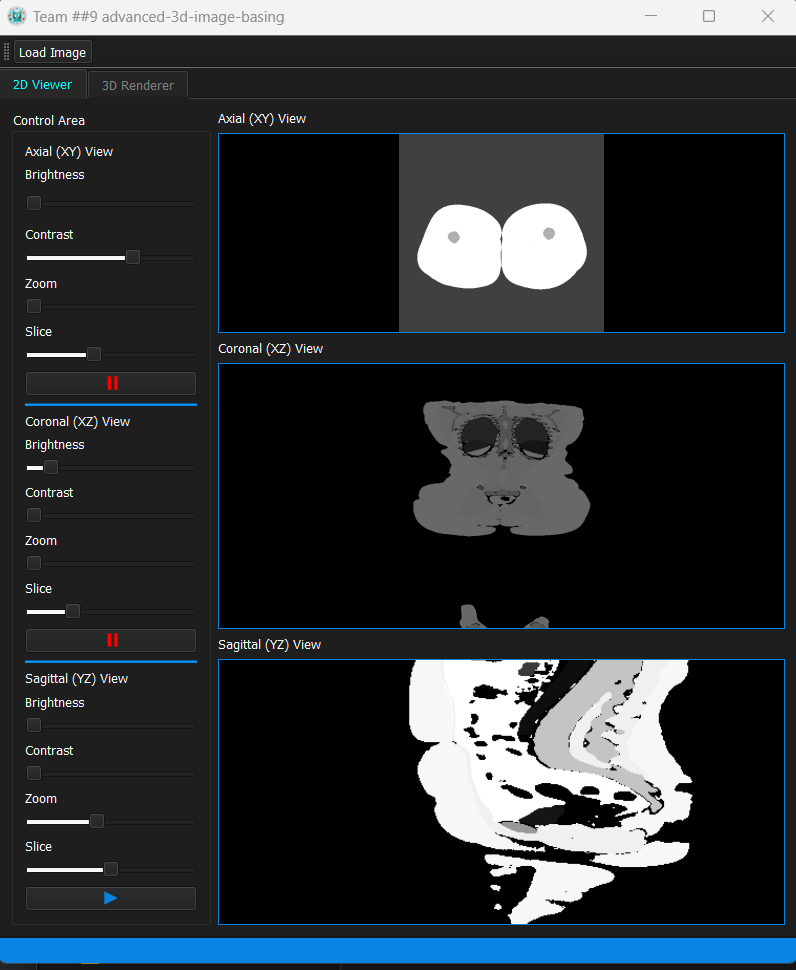 Team ##9 advanced-3d-image-basing
Load Image
2D Viewer
3D Renderer
Control Area
Axial (XY) View
Brightness
Contrast
Zoom
Slice
Coronal (XZ) View
Brightness
Contrast
Zoom
Slice
Sagittal (YZ) View
Brightness
Contrast
Zoom
Slice
Axial (XY) View
Coronal (XZ) View
Sagittal (YZ) View